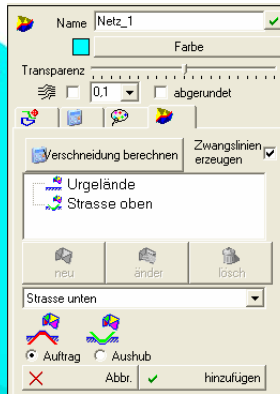 Name Netz_1
Farbe
Transparenz
0,1 abgerundet
Verschneidung berechnen Zwangslinien erzeugen
Urgelände
Strasse oben
neu änder lösch
Strasse unten
Auftrag Aushub
Abbr. hinzufügen